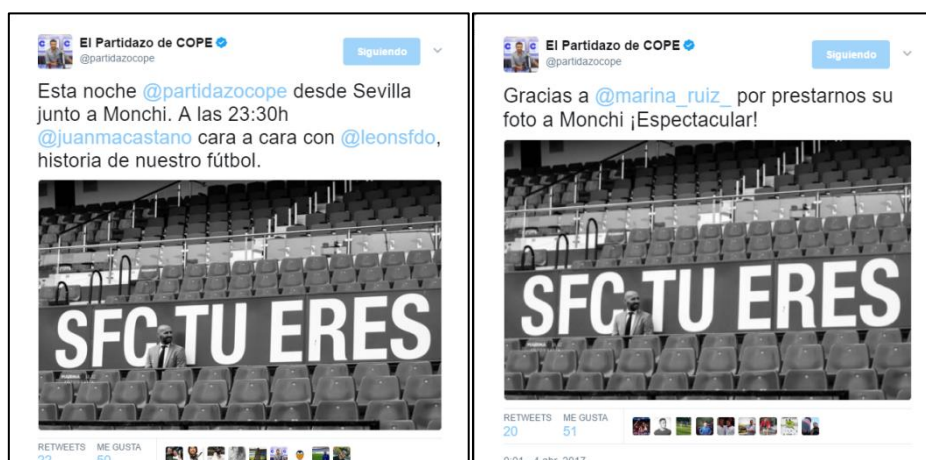 El Partidazo de COPE
@partidazocope
Siguiendo
Esta noche @partidazocope desde Sevilla
junto a Monchi. A las 23:30h
@juanmacastano cara a cara con @leonsfdo,
historia de nuestro fútbol.
SFC TU ERES
RETWEETS ME GUSTA
22 50
El Partidazo de COPE
@partidazocope
Siguiendo
Gracias a @marina_ruiz_ por prestarnos su
foto a Monchi ¡Espectacular!
SFC TU ERES
RETWEETS ME GUSTA
20 51